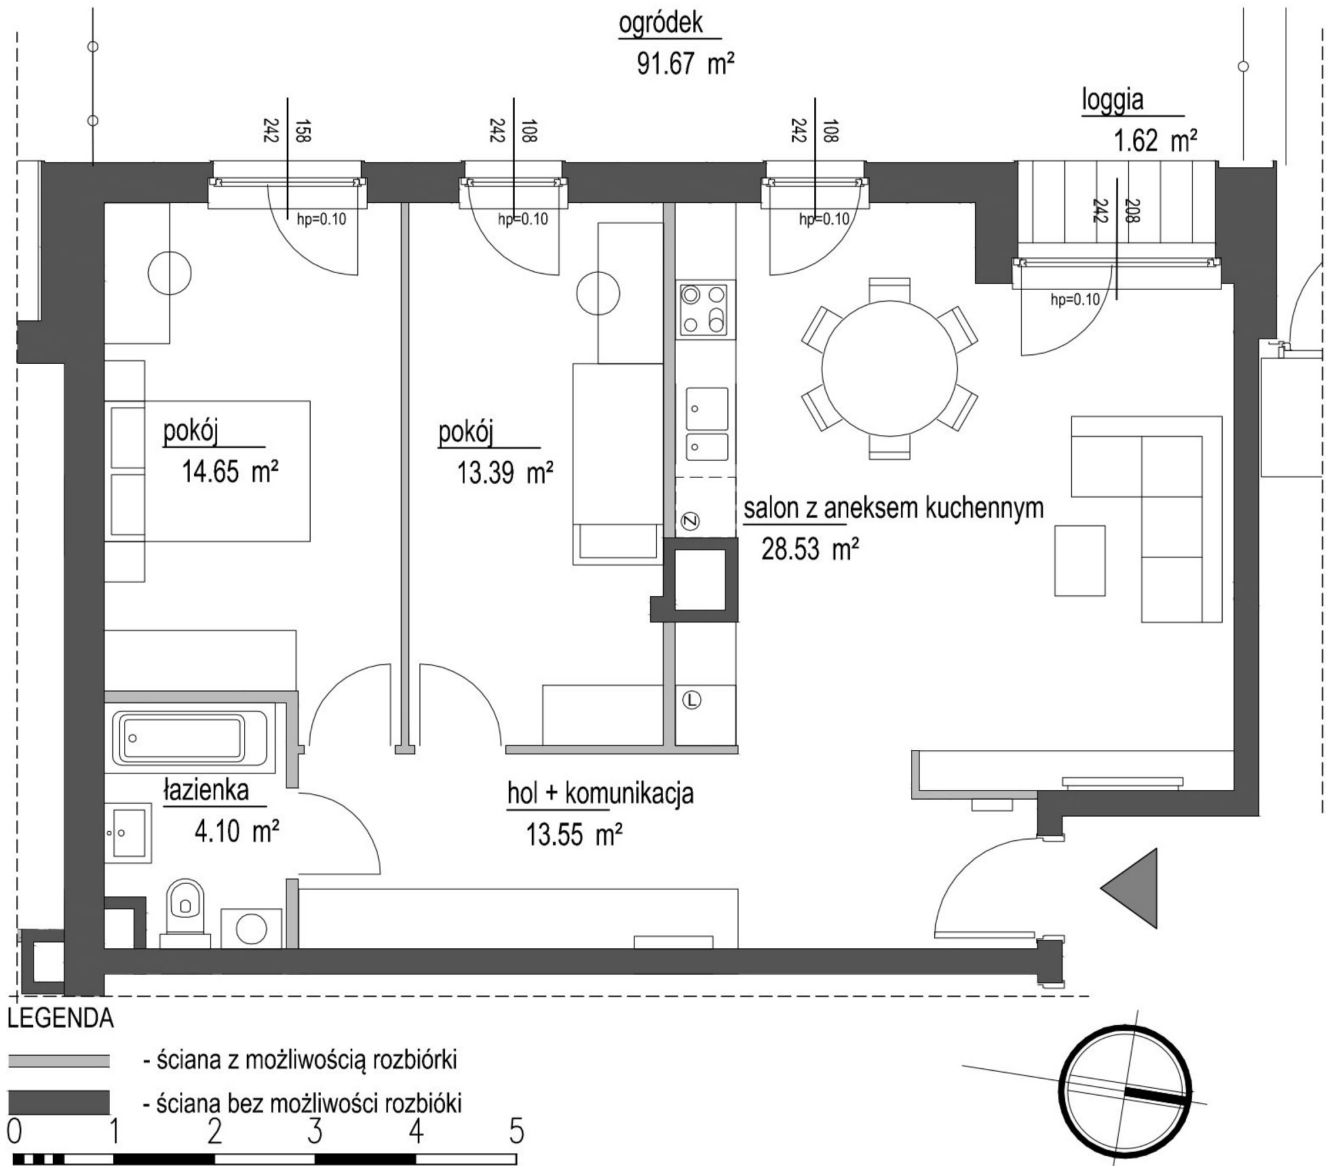 ogródek
91.67 m²
loggia
1.62 m²
242 158
242 108
242 108
242 208
hp=0.10
hp=0.10
hp=0.10
hp=0.10
pokój
14.65 m²
pokój
13.39 m²
Z
salon z aneksem kuchennym
28.53 m²
L
łazienka
4.10 m²
hol + komunikacja
13.55 m²
LEGENDA
- ściana z możliwością rozbiórki
- ściana bez możliwości rozbióki
0 1 2 3 4 5